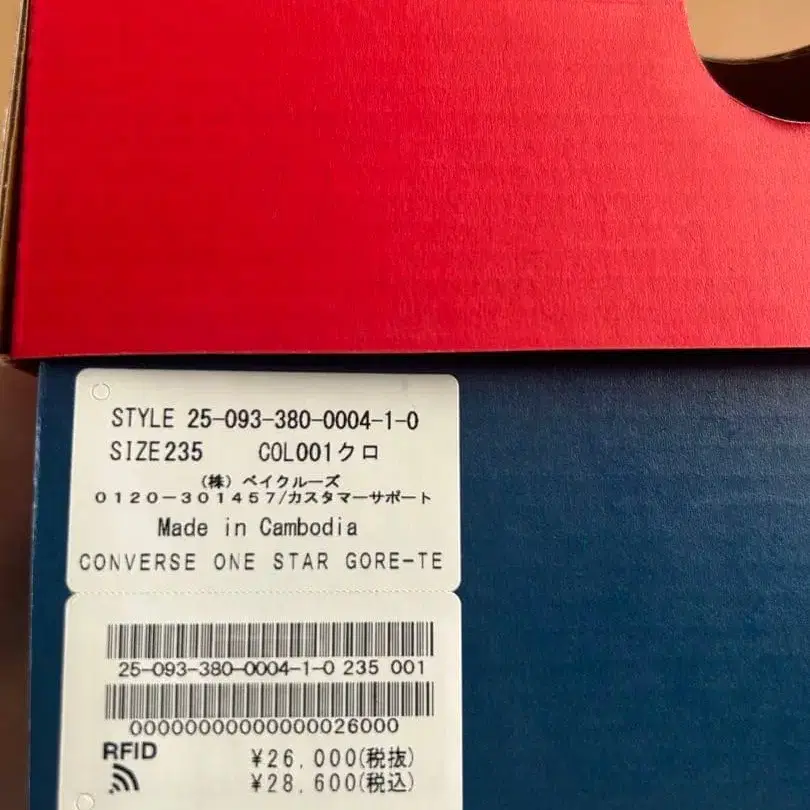 STYLE 25-093-380-0004-1-0
SIZE235 COL001クロ
(株)ベイクルーズ
0120-301457/カスタマーサポート
Made in Cambodia
CONVERSE ONE STAR GORE-TE
25-093-380-0004-1-0 235 001
000000000000000026000
RFID
¥26,000(税抜)
¥28,600(税込)